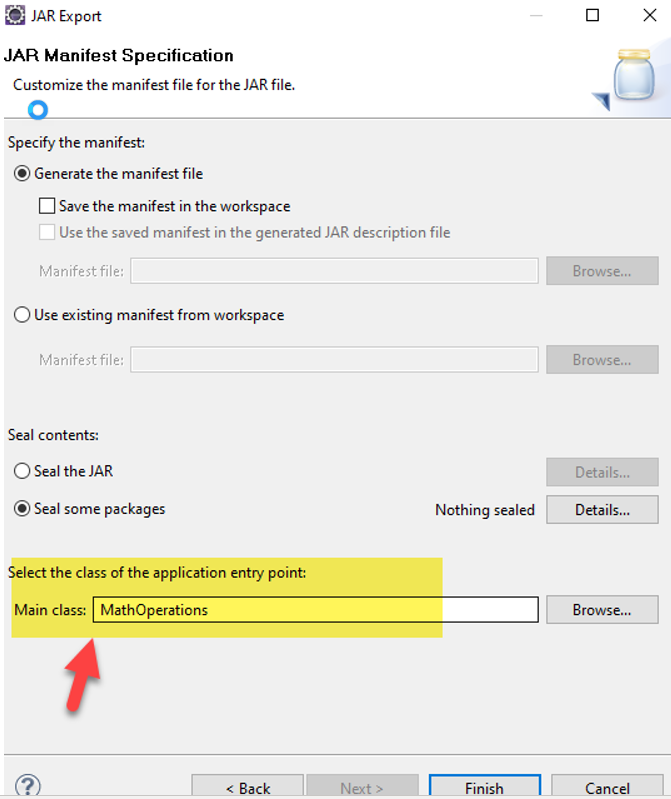 JAR Export
JAR Manifest Specification
Customize the manifest file for the JAR file.
Specify the manifest:
Generate the manifest file
Save the manifest in the workspace
Use the saved manifest in the generated JAR description file
Manifest file: Browse...
Use existing manifest from workspace
Manifest file: Browse...
Seal contents:
Seal the JAR Details...
Seal some packages Nothing sealed Details...
Select the class of the application entry point:
Main class: MathOperations Browse...
? < Back Next > Finish Cancel